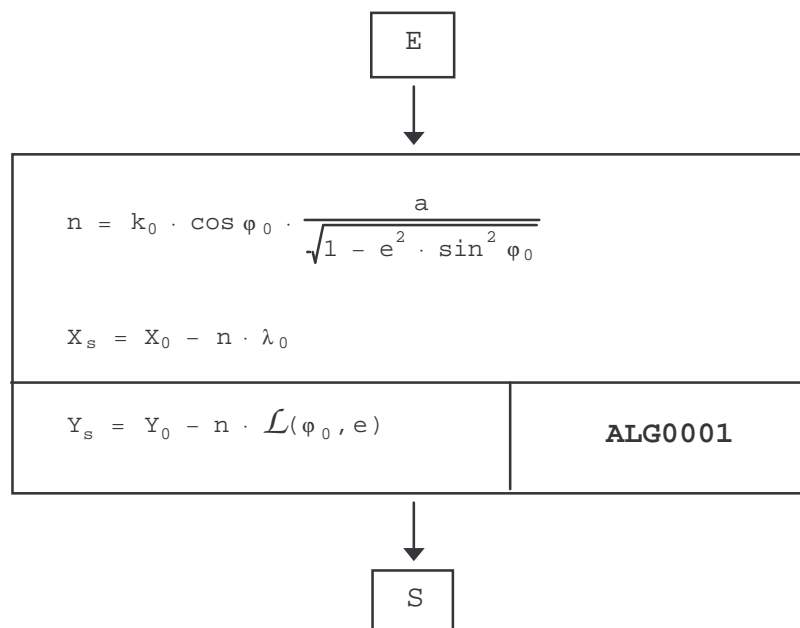 E
n = k₀ · cos φ₀ · a / √(1 − e² · sin² φ₀)
Xₛ = X₀ − n · λ₀
Yₛ = Y₀ − n · ℒ(φ₀, e)
ALG0001
S